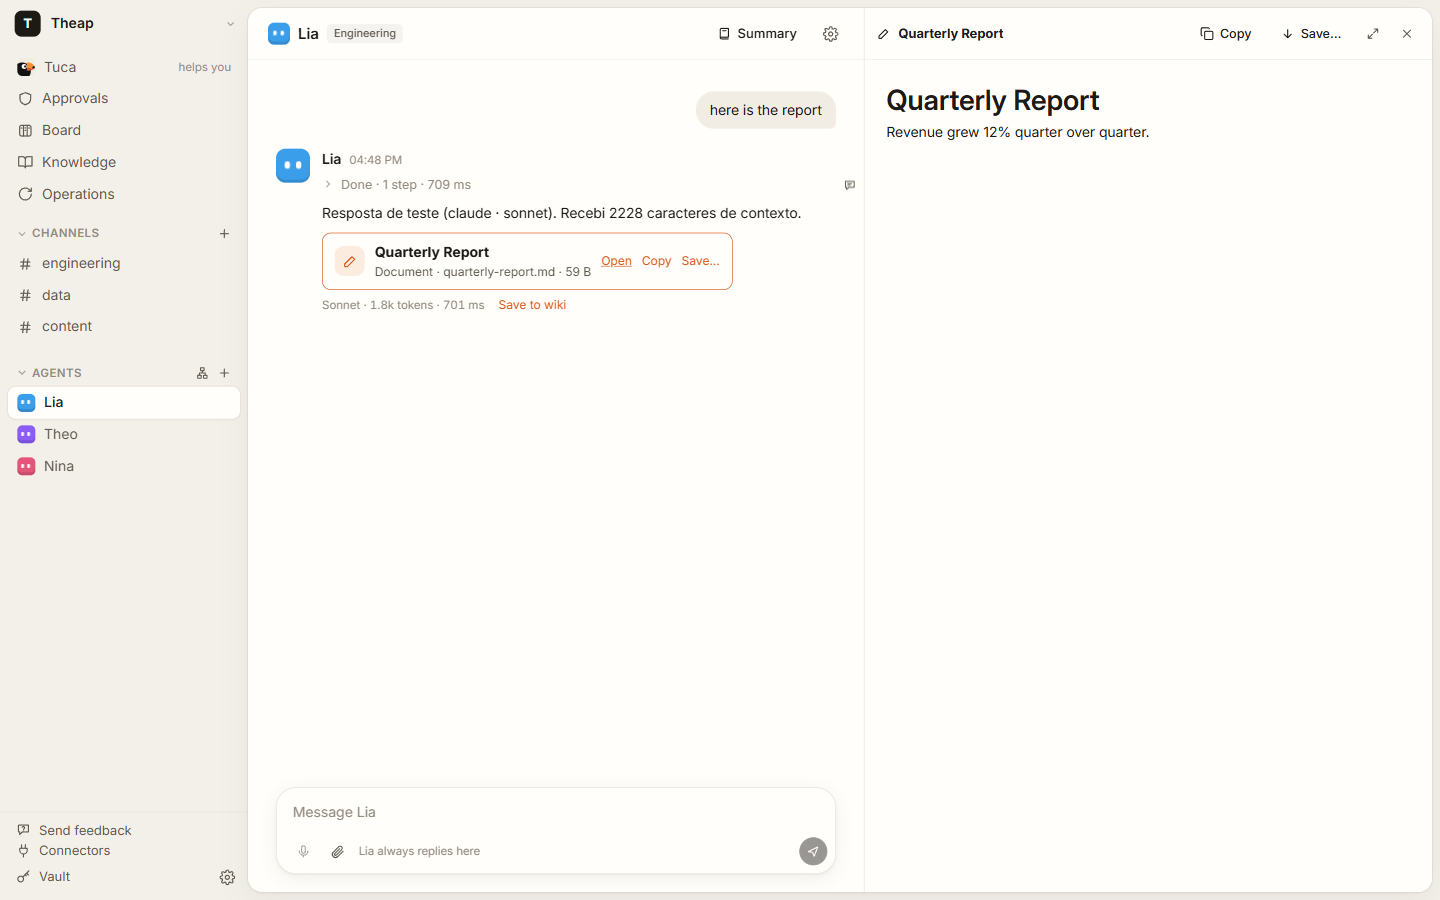 T Theap
Tuca helps you
Approvals
Board
Knowledge
Operations
CHANNELS
# engineering
# data
# content
AGENTS
Lia
Theo
Nina
Send feedback
Connectors
Vault
Lia Engineering
Summary
here is the report
Lia 04:48 PM
Done · 1 step · 709 ms
Resposta de teste (claude · sonnet). Recebi 2228 caracteres de contexto.
Quarterly Report
Document · quarterly-report.md · 59 B
Open Copy Save...
Sonnet · 1.8k tokens · 701 ms Save to wiki
Message Lia
Lia always replies here
Quarterly Report
Copy Save...
Quarterly Report
Revenue grew 12% quarter over quarter.